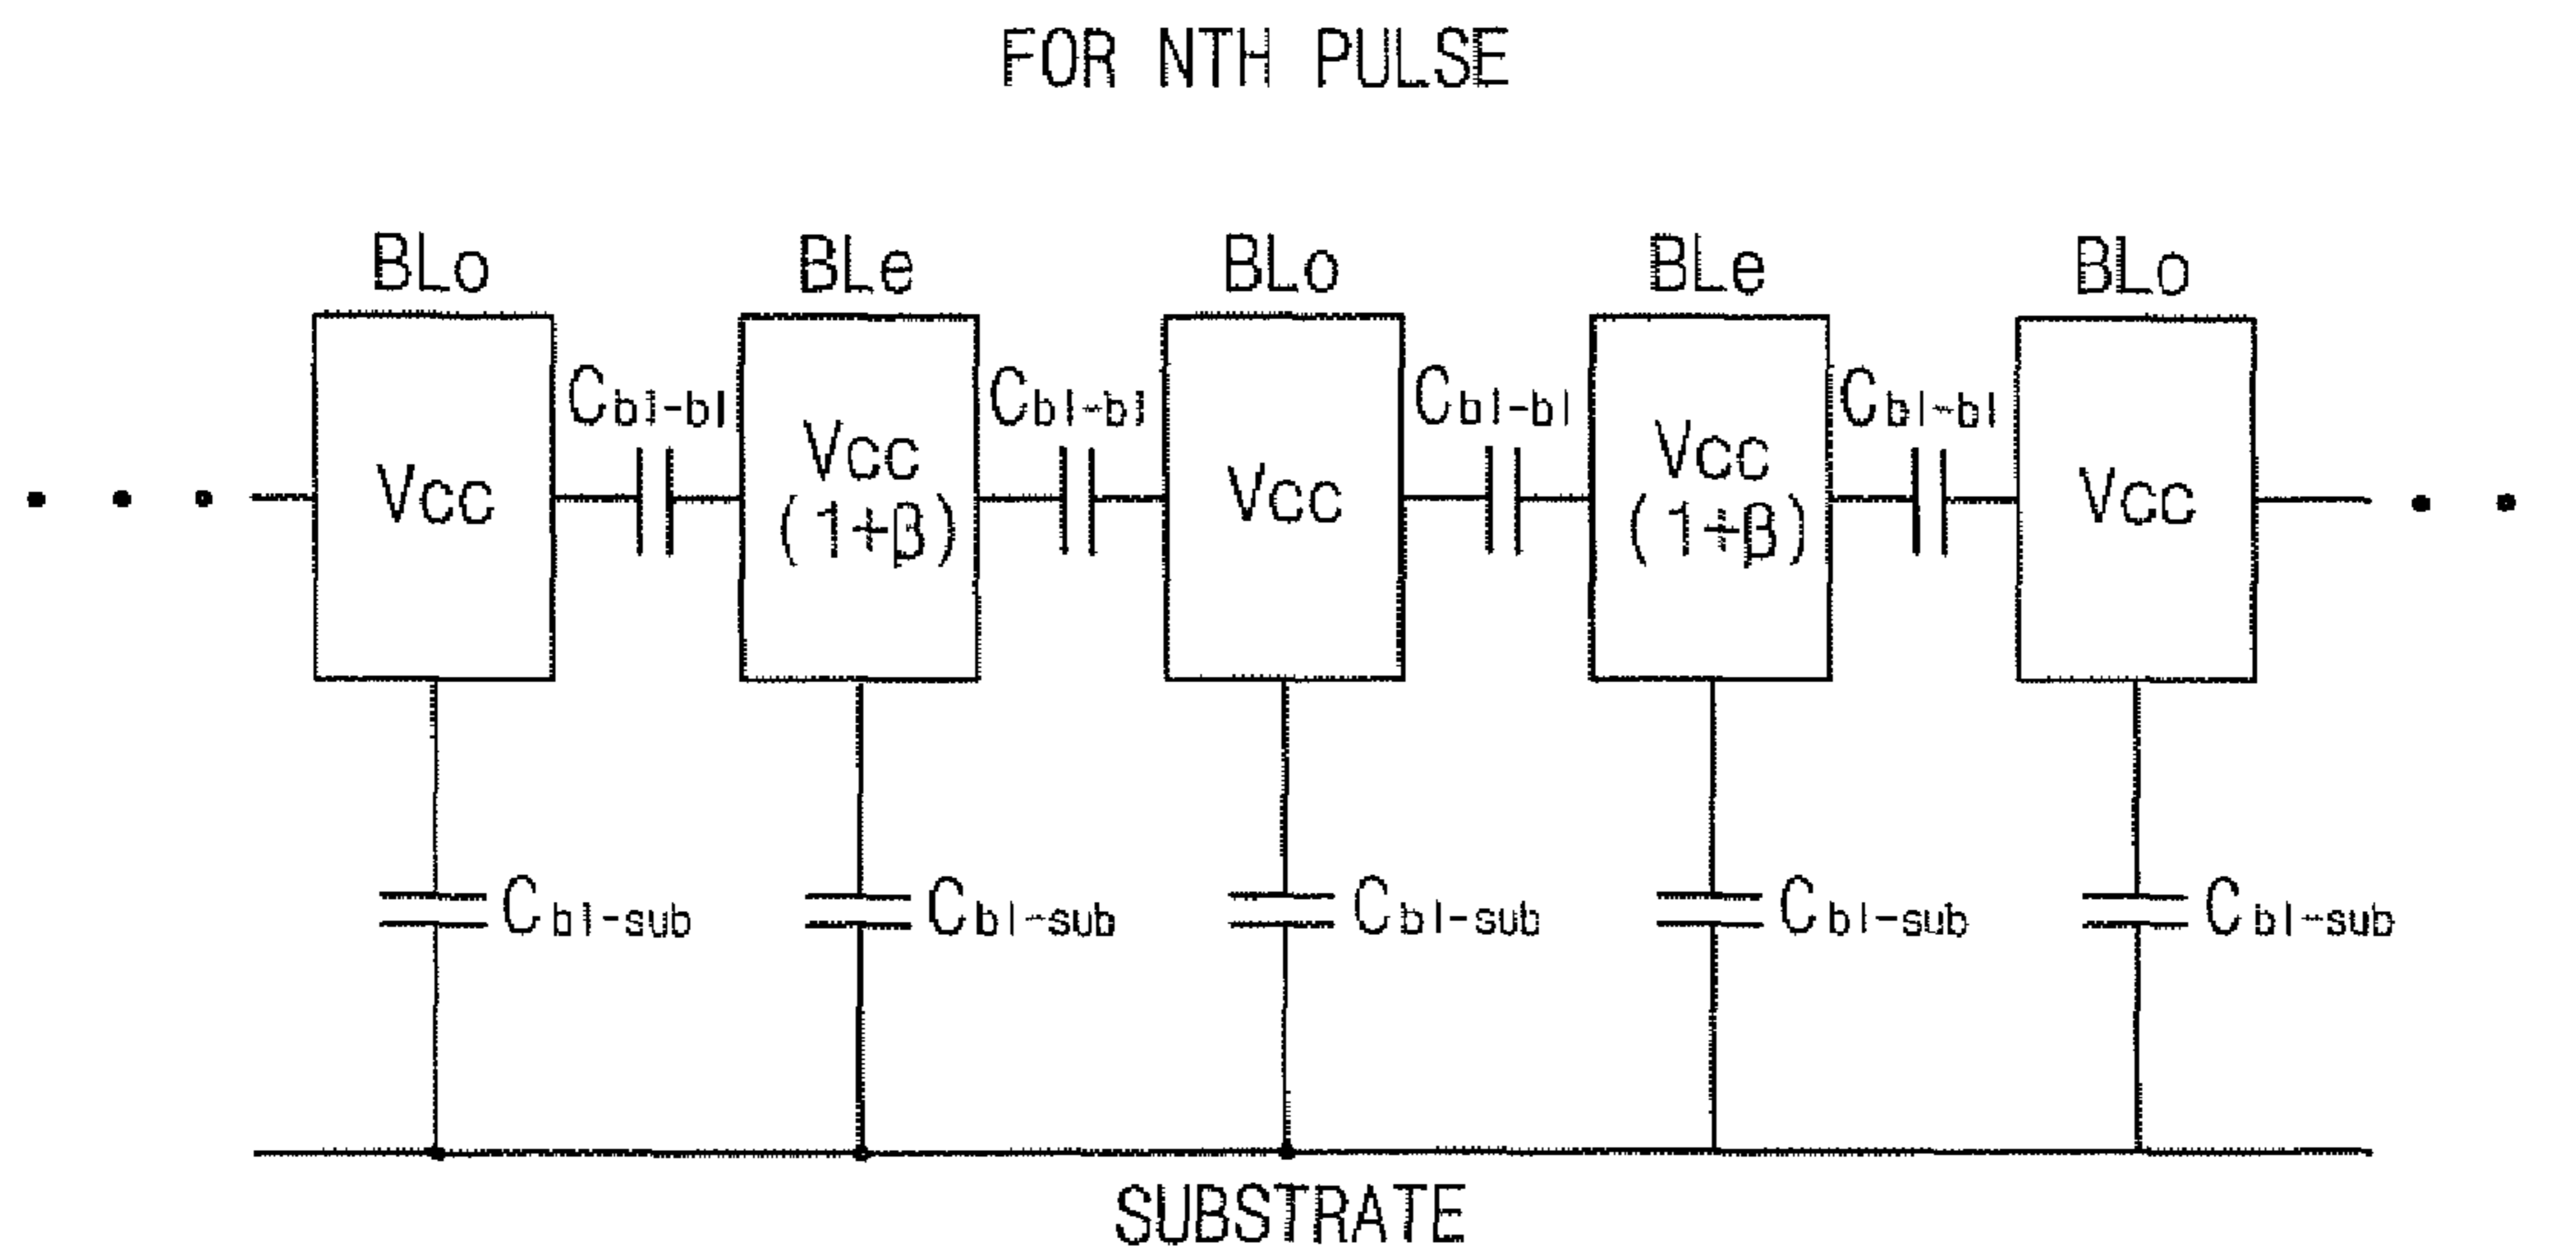 FOR NTH PULSE
BLo BLe BLo BLe BLo
Cbl-bl Cbl-bl Cbl-bl Cbl-bl
Vcc Vcc (1+β) Vcc Vcc (1+β) Vcc
Cbl-sub Cbl-sub Cbl-sub Cbl-sub Cbl-sub
SUBSTRATE